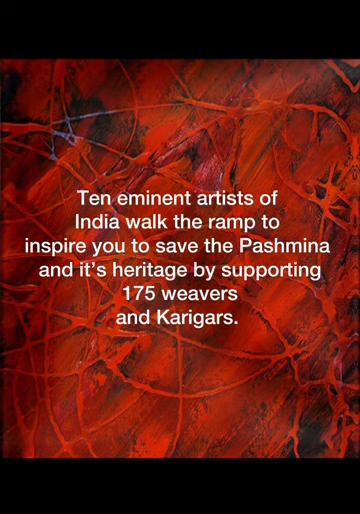 Ten eminent artists of
India walk the ramp to
inspire you to save the Pashmina
and it's heritage by supporting
175 weavers
and Karigars.